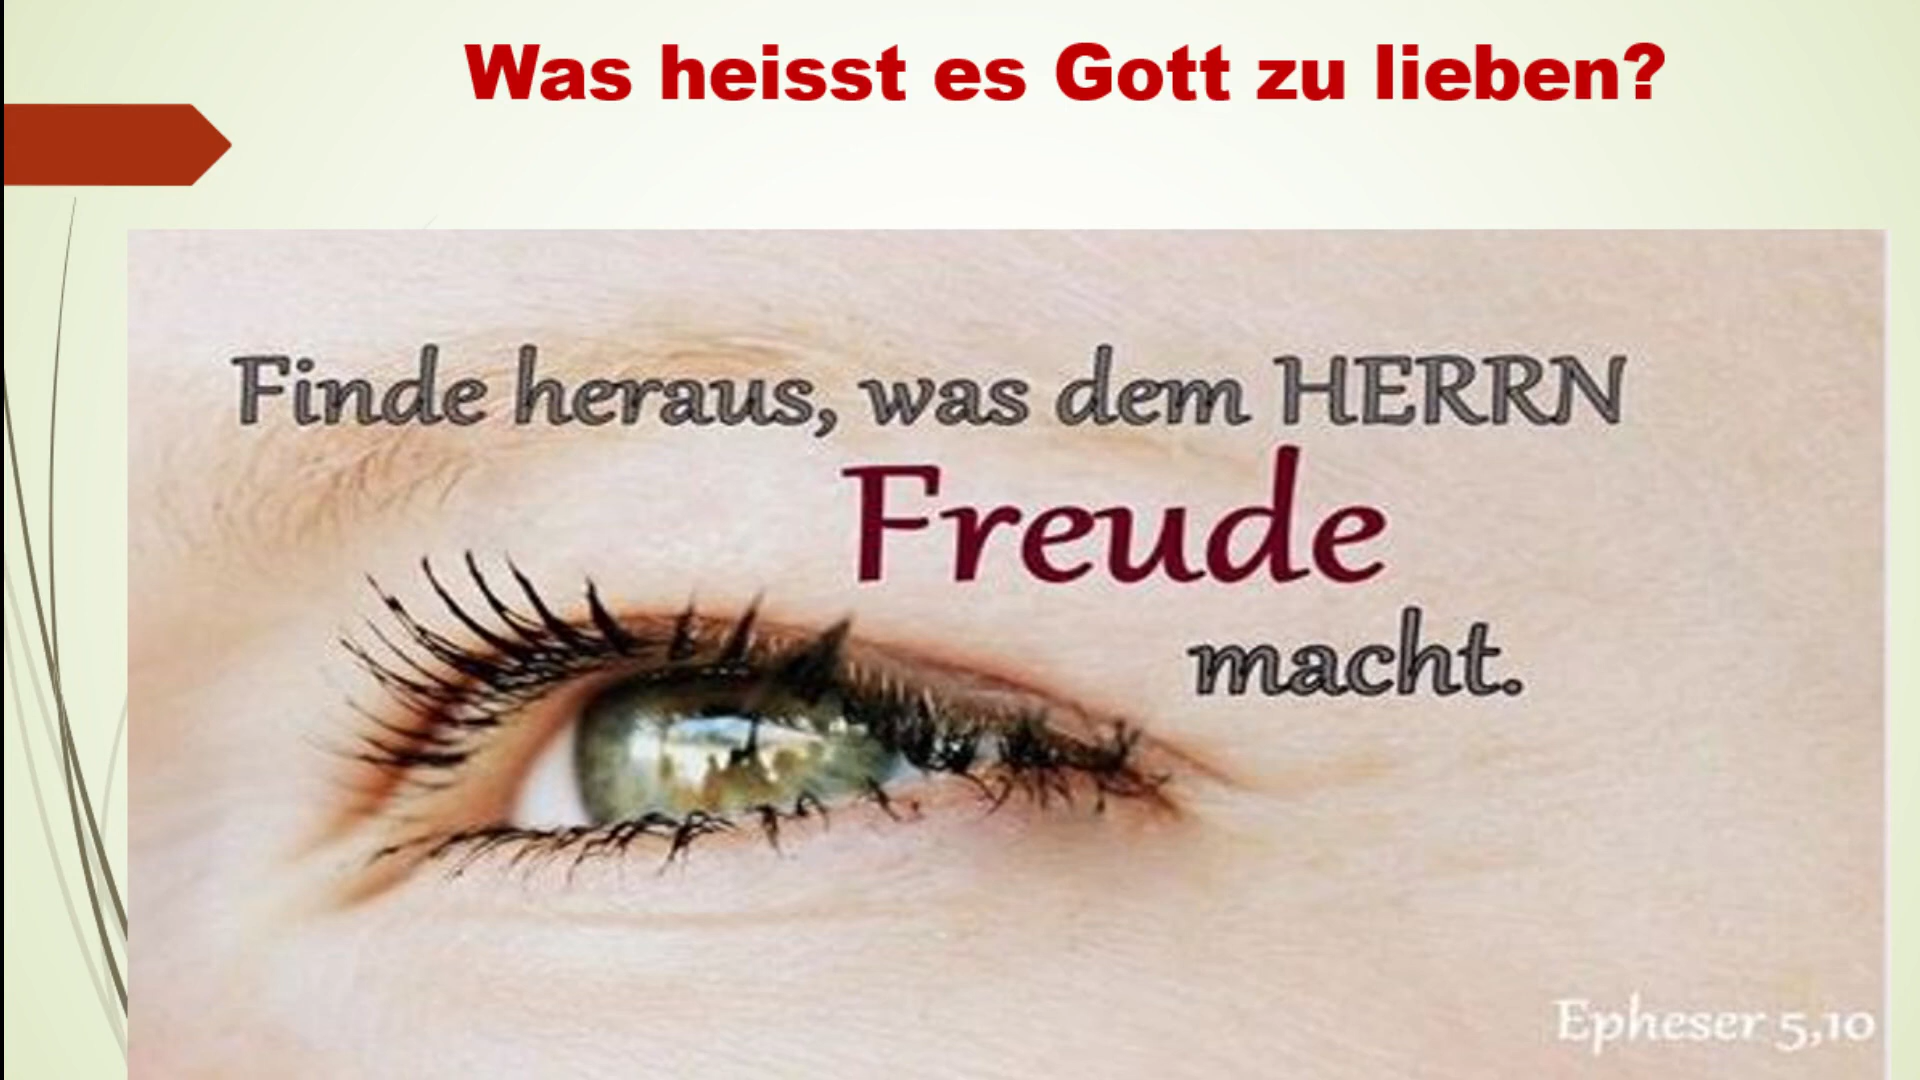 Was heisst es Gott zu lieben?
Finde heraus, was dem HERRN
Freude
macht.
Epheser 5,10